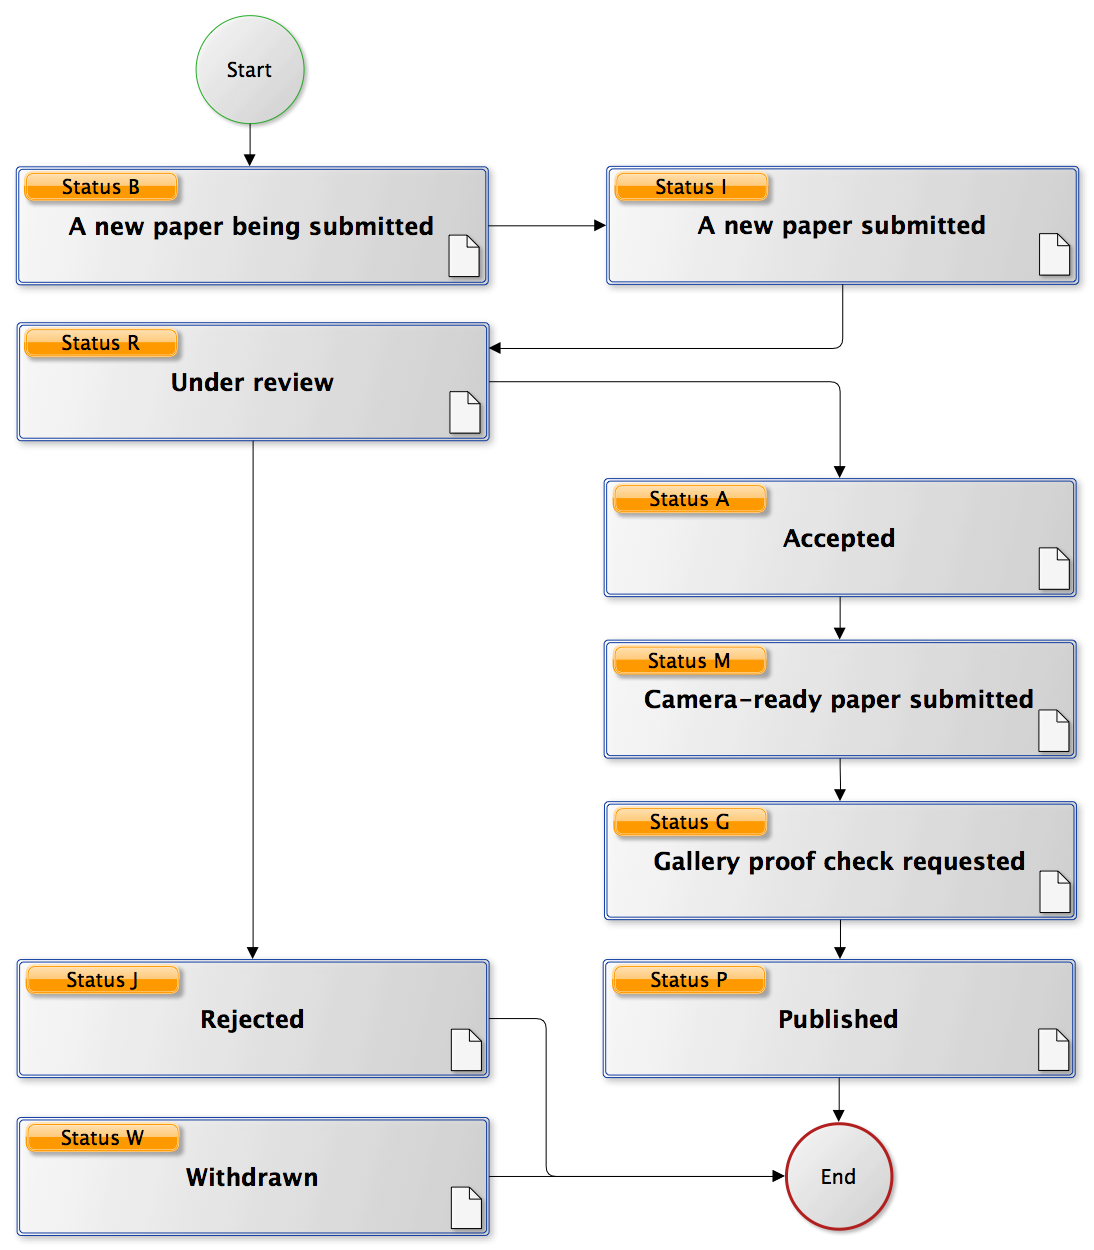 Start
Status B
A new paper being submitted
Status I
A new paper submitted
Status R
Under review
Status A
Accepted
Status M
Camera-ready paper submitted
Status G
Gallery proof check requested
Status J
Rejected
Status P
Published
Status W
Withdrawn
End